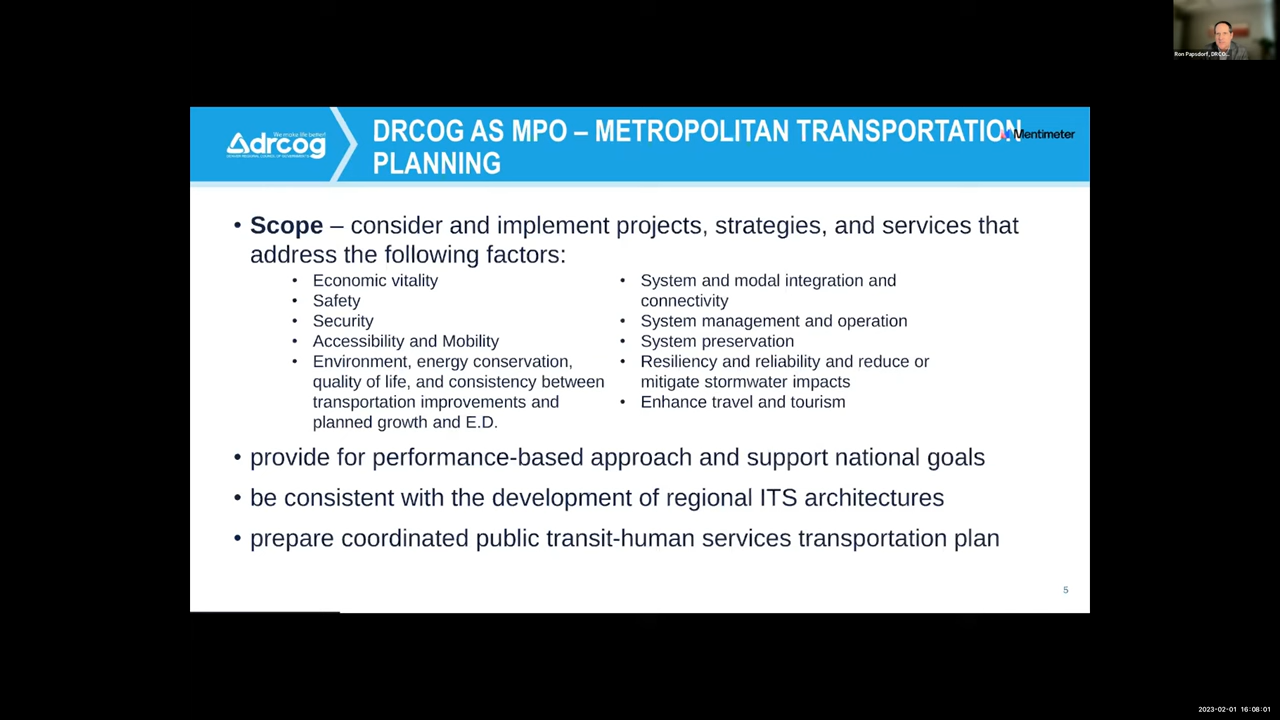 Ron Papsdorf, DRCO...
We make life better!
drcog
DENVER REGIONAL COUNCIL OF GOVERNMENTS
DRCOG AS MPO – METROPOLITAN TRANSPORTATION
PLANNING
Mentimeter
• Scope – consider and implement projects, strategies, and services that
address the following factors:
• Economic vitality
• Safety
• Security
• Accessibility and Mobility
• Environment, energy conservation,
quality of life, and consistency between
transportation improvements and
planned growth and E.D.
• System and modal integration and
connectivity
• System management and operation
• System preservation
• Resiliency and reliability and reduce or
mitigate stormwater impacts
• Enhance travel and tourism
• provide for performance-based approach and support national goals
• be consistent with the development of regional ITS architectures
• prepare coordinated public transit-human services transportation plan
5
2023-02-01 16:08:01